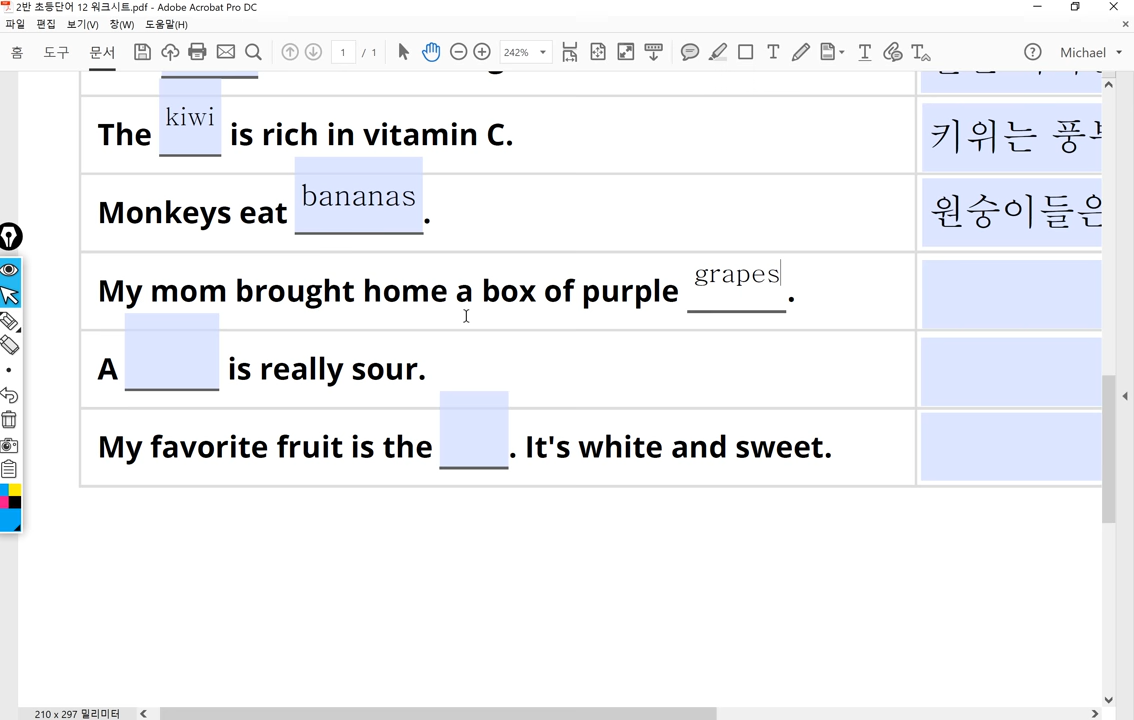 2반 초등단어 12 워크시트.pdf - Adobe Acrobat Pro DC
파일 편집 보기(V) 창(W) 도움말(H)
홈 도구 문서 1 / 1 242% Michael
The kiwi is rich in vitamin C. 키위는 풍부
Monkeys eat bananas. 원숭이들은
My mom brought home a box of purple grapes.
A is really sour.
My favorite fruit is the . It's white and sweet.
210 x 297 밀리미터